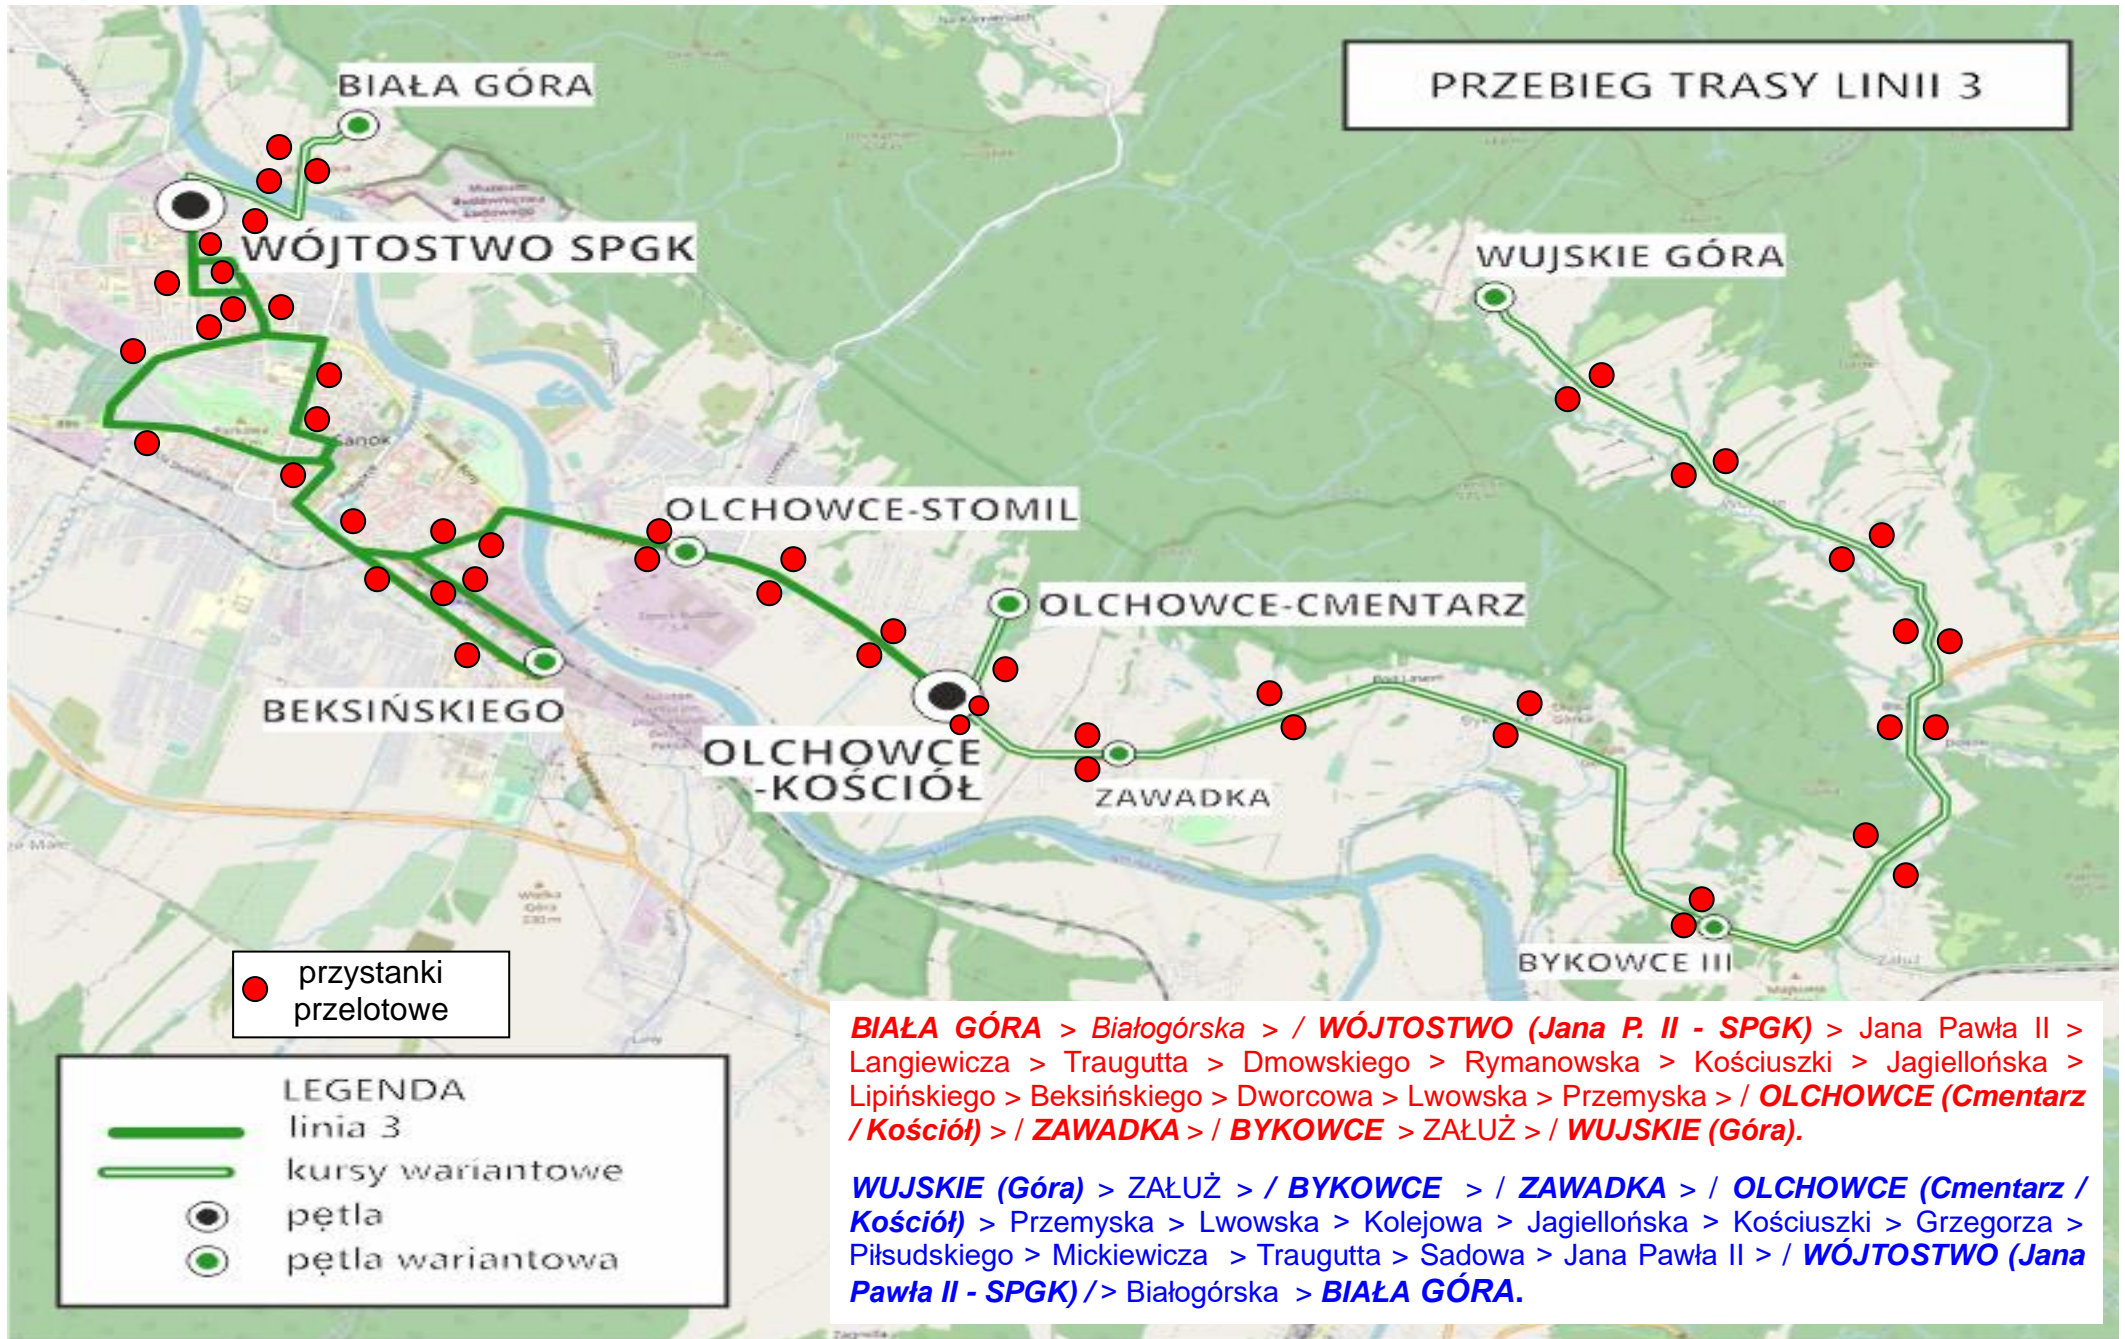 BIAŁA GÓRA
PRZEBIEG TRASY LINII 3
WÓJTOSTWO SPGK
WUJSKIE GÓRA
Sanok
OLCHOWCE-STOMIL
OLCHOWCE-CMENTARZ
BEKSIŃSKIEGO
OLCHOWCE
-KOŚCIÓŁ
ZAWADKA
BYKOWCE III
przystanki
przelotowe
LEGENDA
linia 3
kursy wariantowe
pętla
pętla wariantowa
BIAŁA GÓRA > Białogórska > / WÓJTOSTWO (Jana P. II - SPGK) > Jana Pawła II >
Langiewicza > Traugutta > Dmowskiego > Rymanowska > Kościuszki > Jagiellońska >
Lipińskiego > Beksińskiego > Dworcowa > Lwowska > Przemyska > / OLCHOWCE (Cmentarz
/ Kościół) > / ZAWADKA > / BYKOWCE > ZAŁUŻ > / WUJSKIE (Góra).
WUJSKIE (Góra) > ZAŁUŻ > / BYKOWCE > / ZAWADKA > / OLCHOWCE (Cmentarz /
Kościół) > Przemyska > Lwowska > Kolejowa > Jagiellońska > Kościuszki > Grzegorza >
Piłsudskiego > Mickiewicza > Traugutta > Sadowa > Jana Pawła II > / WÓJTOSTWO (Jana
Pawła II - SPGK) / > Białogórska > BIAŁA GÓRA.